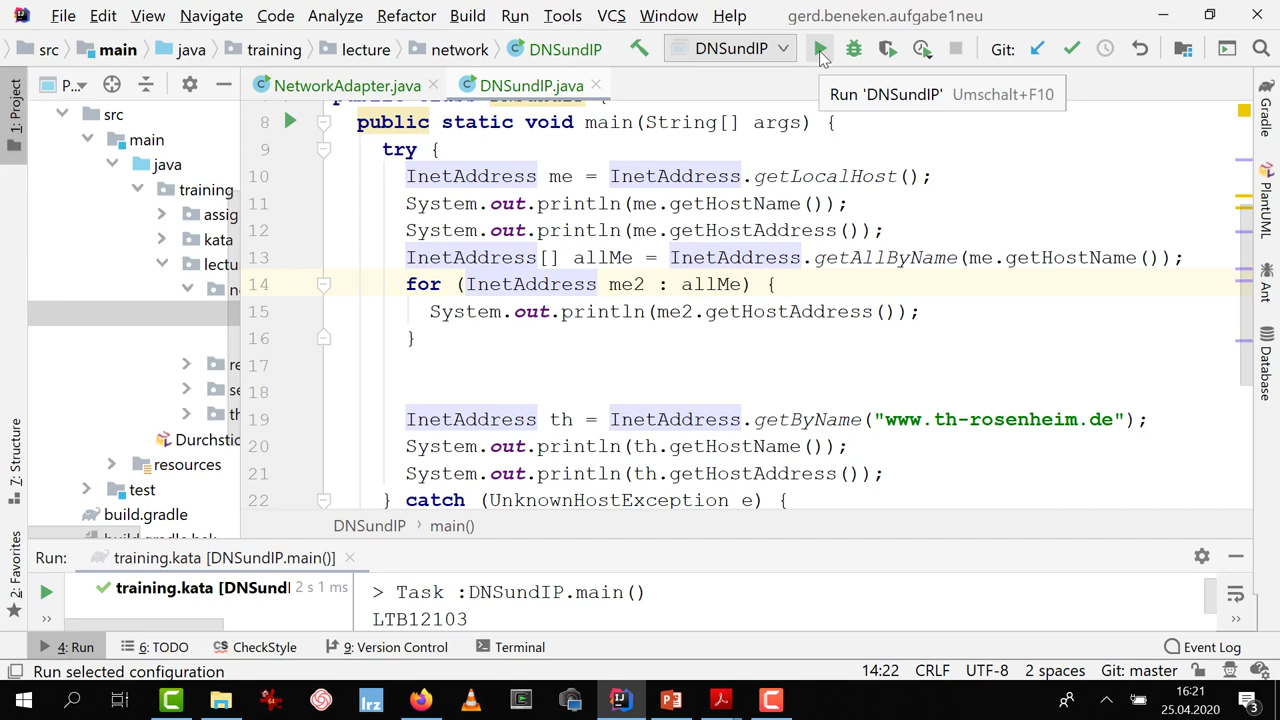 File Edit View Navigate Code Analyze Refactor Build Run Tools VCS Window Help gerd.beneken.aufgabe1neu
src main java training lecture network DNSundIP DNSundIP Git:
P... NetworkAdapter.java DNSundIP.java
Run 'DNSundIP' Umschalt+F10
1: Project
7: Structure
2: Favorites
Gradle
PlantUML
Ant
Database
src
main
java
training
assig
kata
lectu
ne
re
se
th
Durchstic
resources
test
build.gradle
8 public static void main(String[] args) {
9 try {
10 InetAddress me = InetAddress.getLocalHost();
11 System.out.println(me.getHostName());
12 System.out.println(me.getHostAddress());
13 InetAddress[] allMe = InetAddress.getAllByName(me.getHostName());
14 for (InetAddress me2 : allMe) {
15 System.out.println(me2.getHostAddress());
16 }
17
18
19 InetAddress th = InetAddress.getByName("www.th-rosenheim.de");
20 System.out.println(th.getHostName());
21 System.out.println(th.getHostAddress());
22 } catch (UnknownHostException e) {
DNSundIP › main()
Run: training.kata [DNSundIP.main()]
training.kata [DNSundI 2 s 1 ms
> Task :DNSundIP.main()
LTB12103
4: Run 6: TODO CheckStyle 9: Version Control Terminal Event Log
Run selected configuration 14:22 CRLF UTF-8 2 spaces Git: master
lrz
16:21
25.04.2020
3